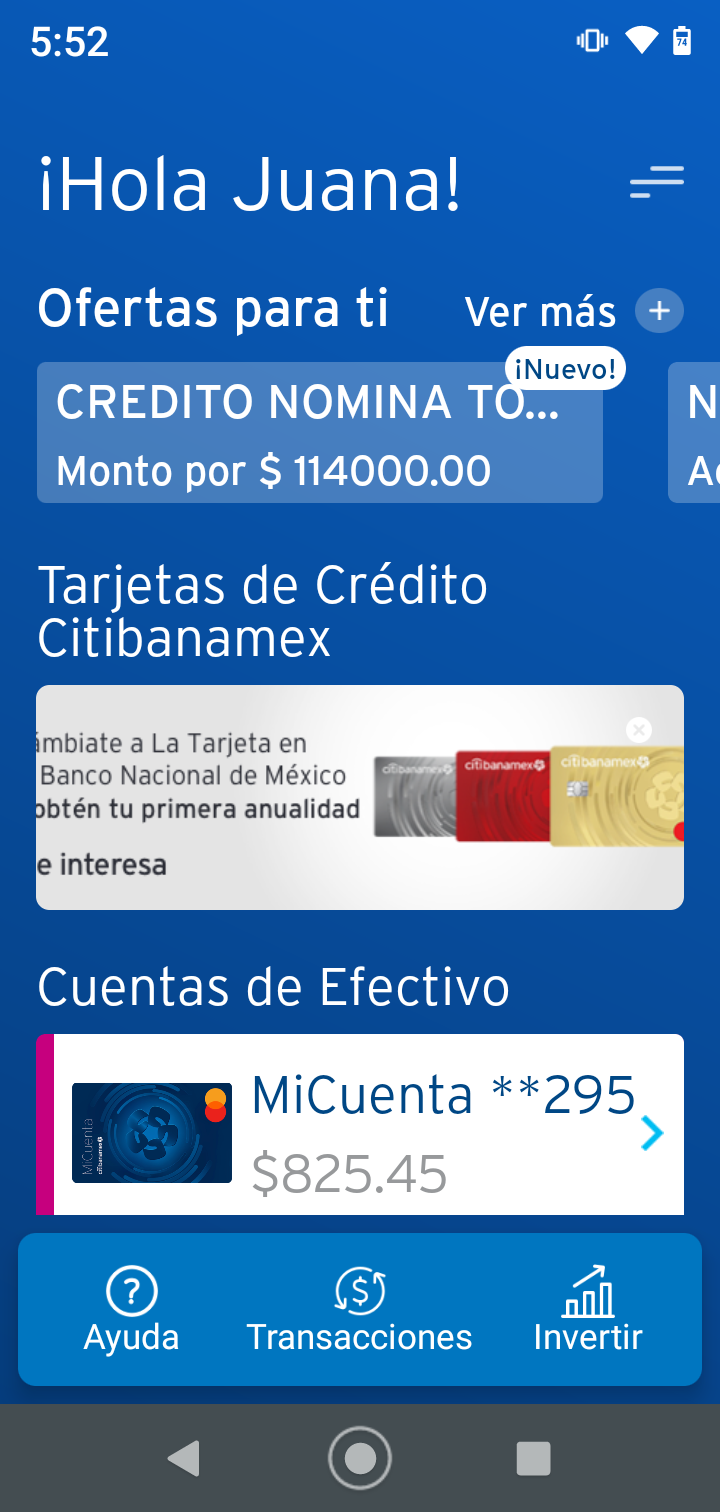 5:52
74
¡Hola Juana!
Ofertas para ti
Ver más
¡Nuevo!
CREDITO NOMINA TO...
Monto por $ 114000.00
N
Tarjetas de Crédito
Citibanamex
ámbiate a La Tarjeta en
Banco Nacional de México
obtén tu primera anualidad
e interesa
citibanamex
citibanamex
citibanamex
Cuentas de Efectivo
MiCuenta
citibanamex
MiCuenta **295
$825.45
Ayuda
Transacciones
Invertir